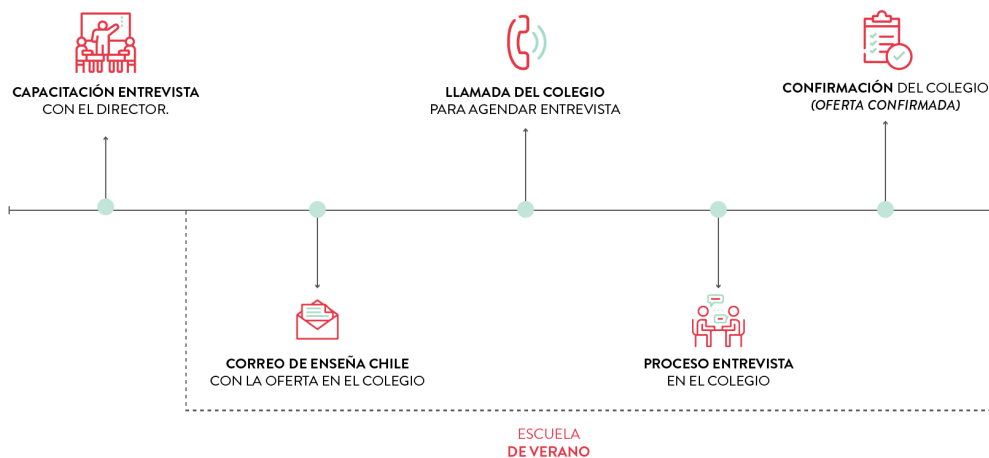 CAPACITACIÓN ENTREVISTA
CON EL DIRECTOR.
LLAMADA DEL COLEGIO
PARA AGENDAR ENTREVISTA
CONFIRMACIÓN DEL COLEGIO
(OFERTA CONFIRMADA)
CORREO DE ENSEÑA CHILE
CON LA OFERTA EN EL COLEGIO
PROCESO ENTREVISTA
EN EL COLEGIO
ESCUELA
DE VERANO